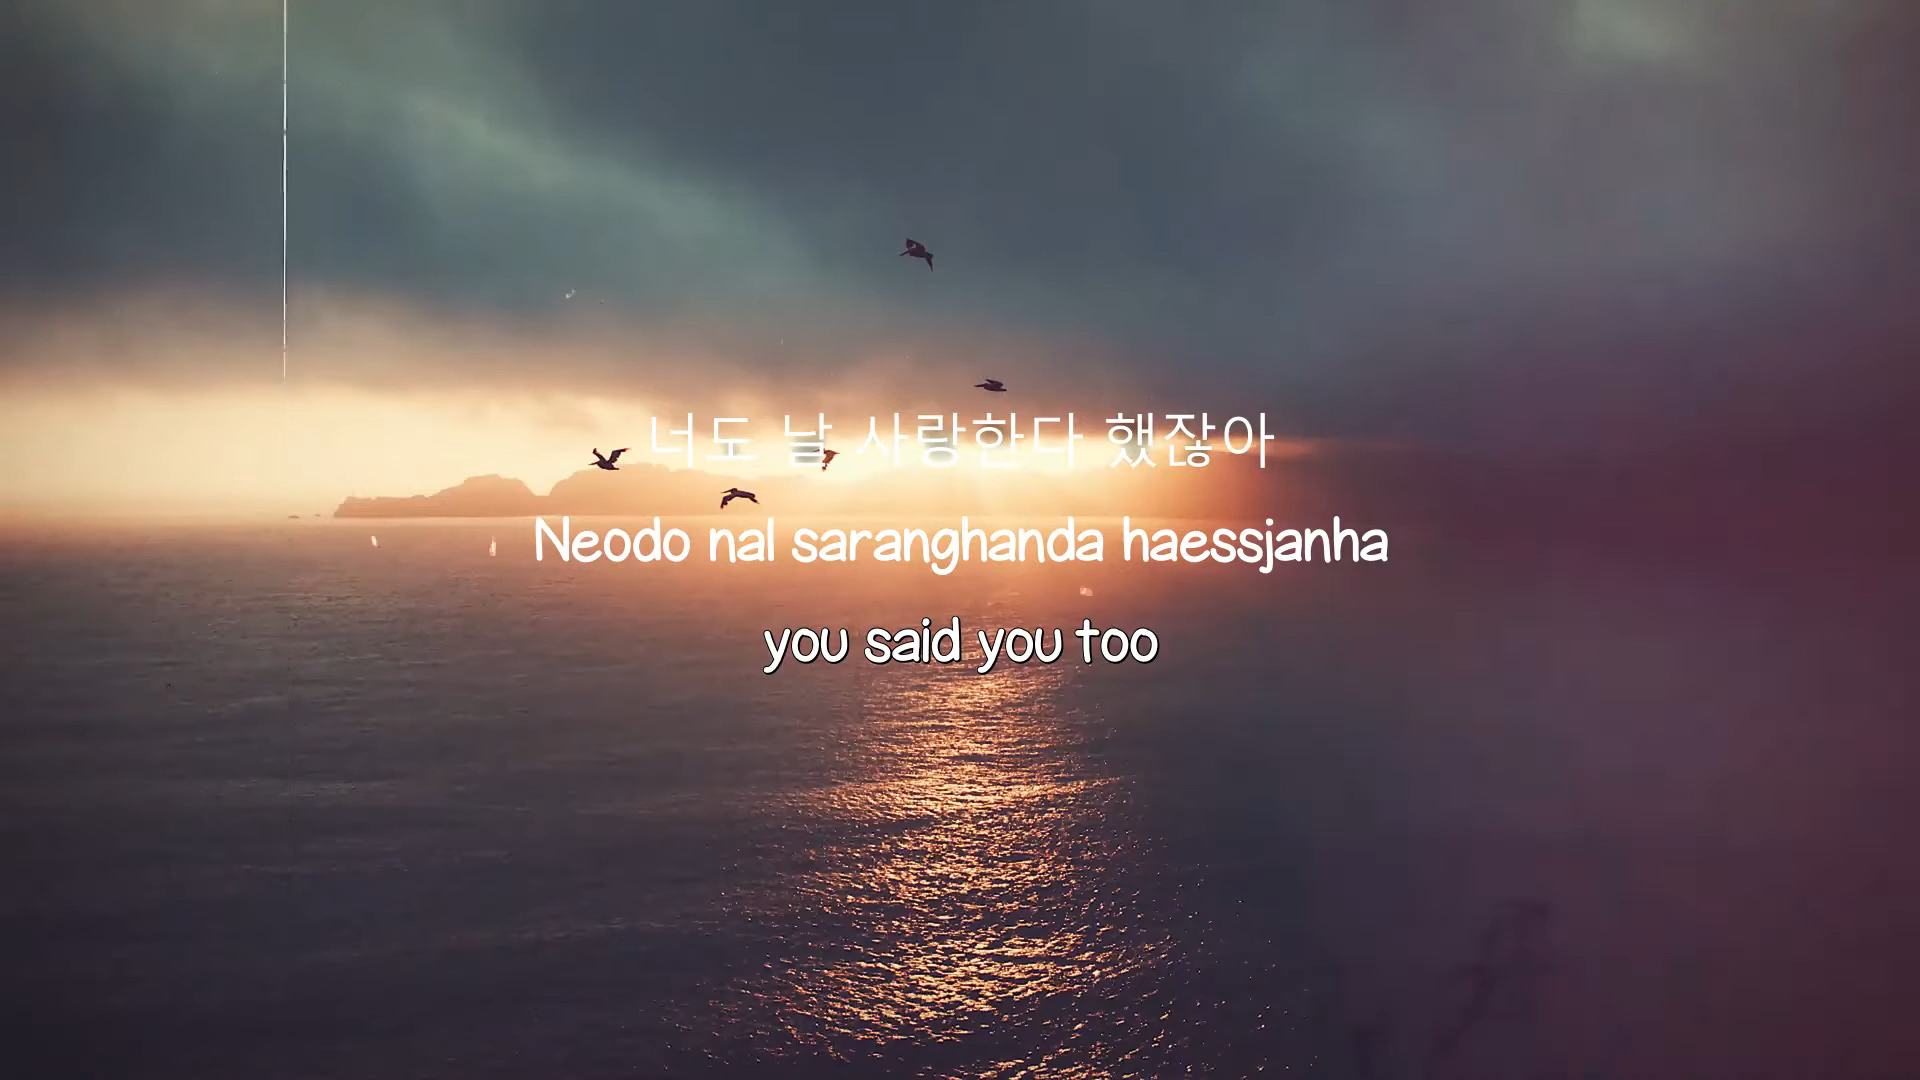 너도 날 사랑한다 했잖아
Neodo nal saranghanda haessjanha
you said you too